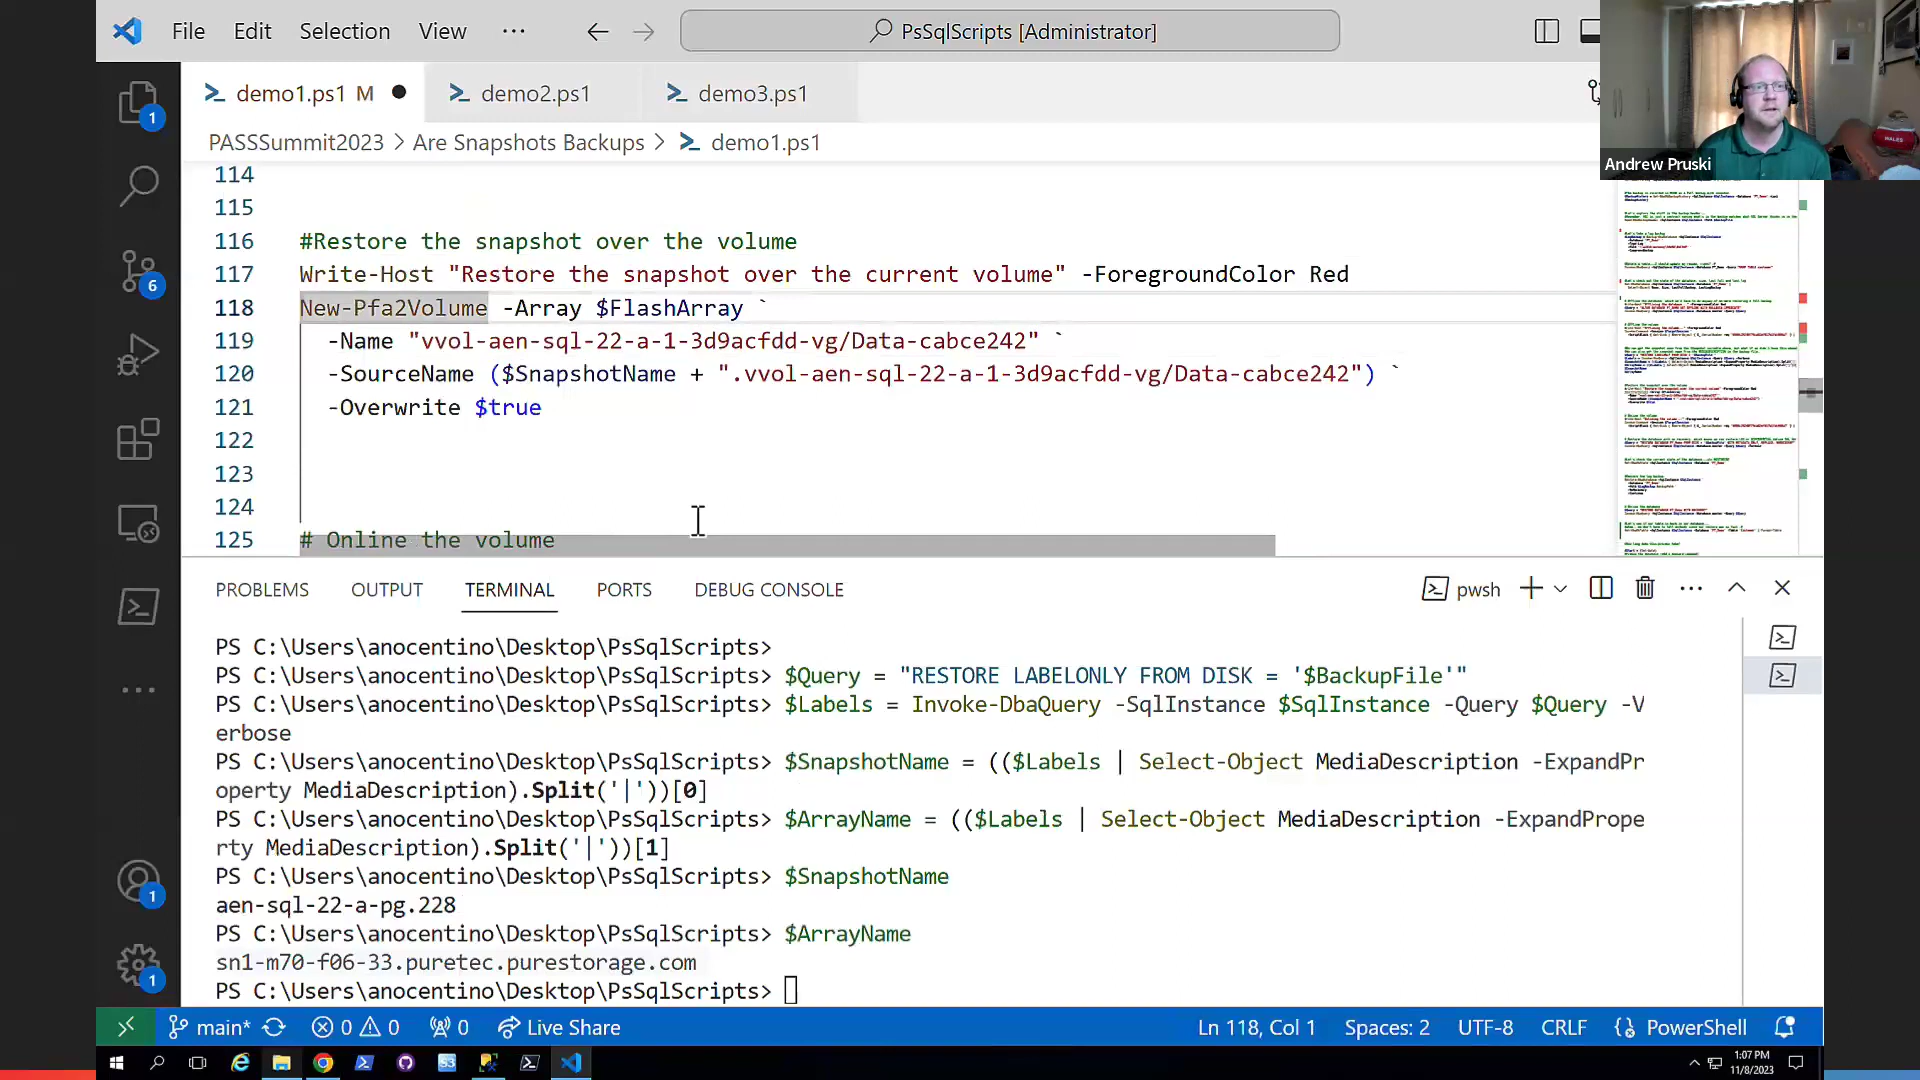 File Edit Selection View ··· PsSqlScripts [Administrator]
demo1.ps1 M demo2.ps1 demo3.ps1
PASSSummit2023 > Are Snapshots Backups > demo1.ps1
Andrew Pruski
WALES
114
115
116 #Restore the snapshot over the volume
117 Write-Host "Restore the snapshot over the current volume" -ForegroundColor Red
118 New-Pfa2Volume -Array $FlashArray `
119 -Name "vvol-aen-sql-22-a-1-3d9acfdd-vg/Data-cabce242" `
120 -SourceName ($SnapshotName + ".vvol-aen-sql-22-a-1-3d9acfdd-vg/Data-cabce242") `
121 -Overwrite $true
122
123
124
125 # Online the volume
1
6
PROBLEMS OUTPUT TERMINAL PORTS DEBUG CONSOLE pwsh
PS C:\Users\anocentino\Desktop\PsSqlScripts>
PS C:\Users\anocentino\Desktop\PsSqlScripts> $Query = "RESTORE LABELONLY FROM DISK = '$BackupFile'"
PS C:\Users\anocentino\Desktop\PsSqlScripts> $Labels = Invoke-DbaQuery -SqlInstance $SqlInstance -Query $Query -V
erbose
PS C:\Users\anocentino\Desktop\PsSqlScripts> $SnapshotName = (($Labels | Select-Object MediaDescription -ExpandPr
operty MediaDescription).Split('|'))[0]
PS C:\Users\anocentino\Desktop\PsSqlScripts> $ArrayName = (($Labels | Select-Object MediaDescription -ExpandPrope
rty MediaDescription).Split('|'))[1]
PS C:\Users\anocentino\Desktop\PsSqlScripts> $SnapshotName
aen-sql-22-a-pg.228
PS C:\Users\anocentino\Desktop\PsSqlScripts> $ArrayName
sn1-m70-f06-33.puretec.purestorage.com
PS C:\Users\anocentino\Desktop\PsSqlScripts>
1
1
main* 0 0 0 Live Share Ln 118, Col 1 Spaces: 2 UTF-8 CRLF PowerShell
S3
1:07 PM
11/8/2023